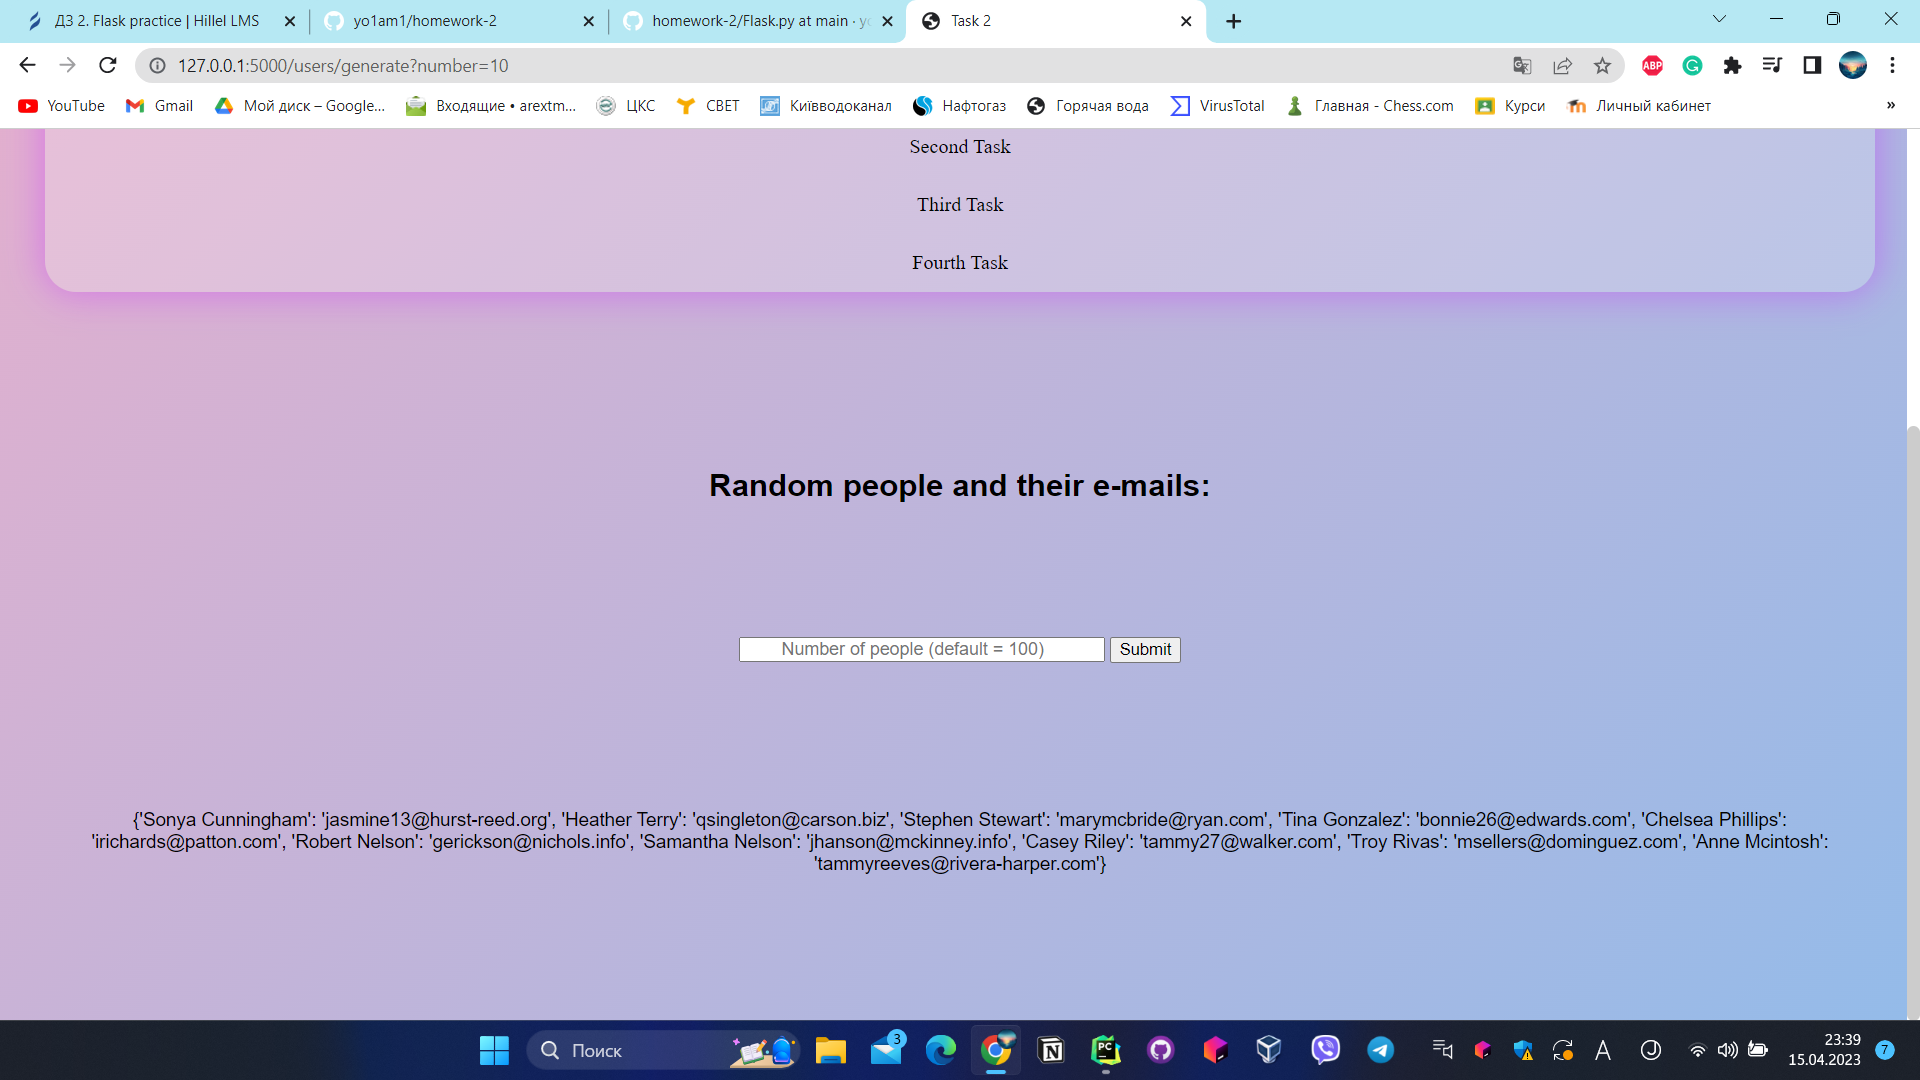 ДЗ 2. Flask practice | Hillel LMS
yo1am1/homework-2
homework-2/Flask.py at main · yo
Task 2
127.0.0.1:5000/users/generate?number=10
ABP
YouTube
Gmail
Мой диск – Google...
Входящие • arextm...
ЦКС
СВЕТ
Київводоканал
Нафтогаз
Горячая вода
VirusTotal
Главная - Chess.com
Курси
Личный кабинет
»
Second Task
Third Task
Fourth Task
Random people and their e-mails:
Number of people (default = 100)
Submit
{'Sonya Cunningham': 'jasmine13@hurst-reed.org', 'Heather Terry': 'qsingleton@carson.biz', 'Stephen Stewart': 'marymcbride@ryan.com', 'Tina Gonzalez': 'bonnie26@edwards.com', 'Chelsea Phillips':
'irichards@patton.com', 'Robert Nelson': 'gerickson@nichols.info', 'Samantha Nelson': 'jhanson@mckinney.info', 'Casey Riley': 'tammy27@walker.com', 'Troy Rivas': 'msellers@dominguez.com', 'Anne Mcintosh':
'tammyreeves@rivera-harper.com'}
Поиск
3
PC
23:39
15.04.2023
7